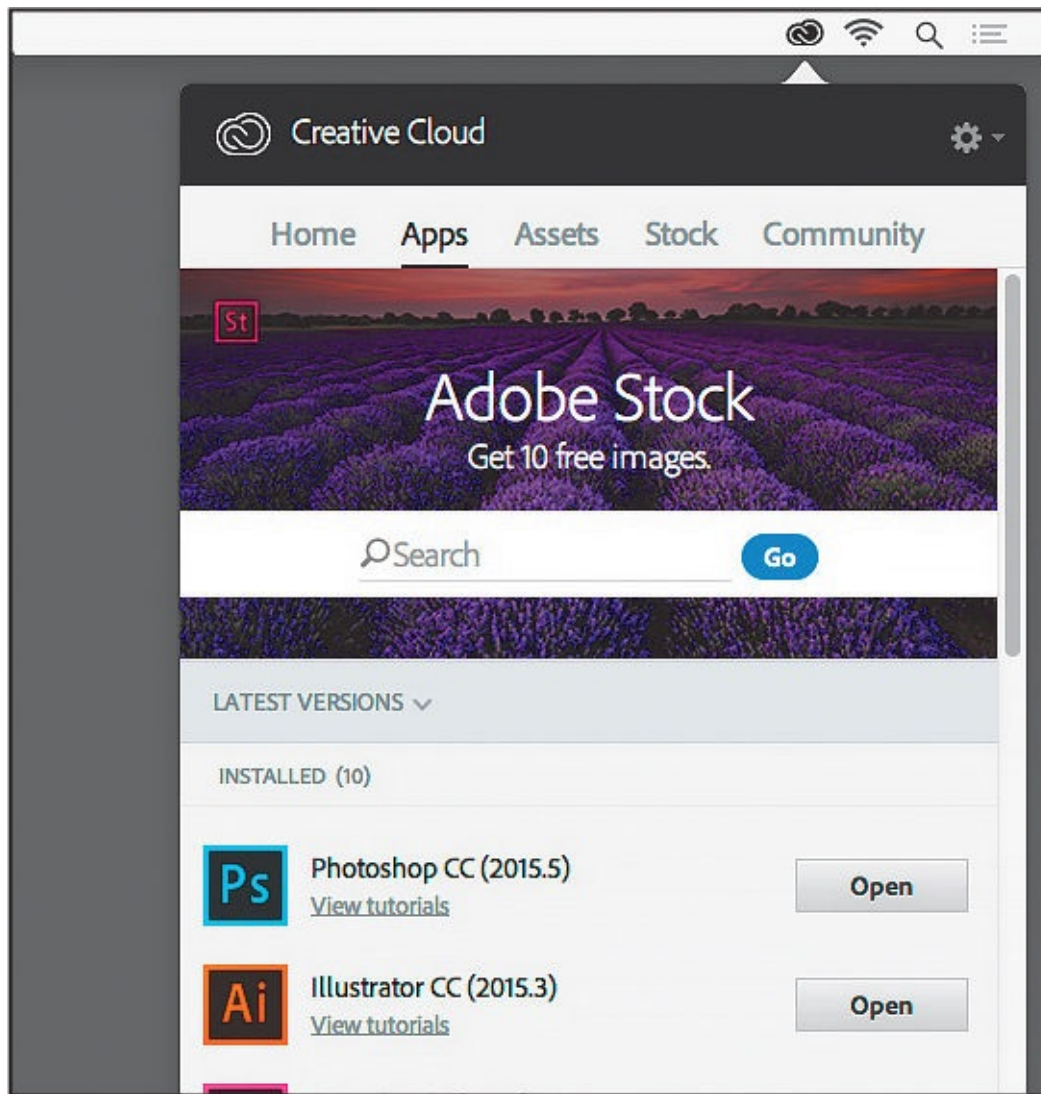 Creative Cloud
Home Apps Assets Stock Community
St
Adobe Stock
Get 10 free images.
Search Go
LATEST VERSIONS
INSTALLED (10)
Ps Photoshop CC (2015.5) Open
View tutorials
Ai Illustrator CC (2015.3) Open
View tutorials